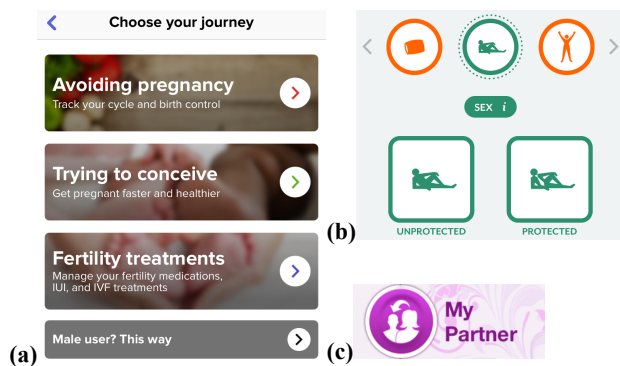 Choose your journey
Avoiding pregnancy
Track your cycle and birth control
Trying to conceive
Get pregnant faster and healthier
Fertility treatments
Manage your fertility medications,
IUI, and IVF treatments
Male user? This way
(a)
SEX i
UNPROTECTED
PROTECTED
(b)
My
Partner
(c)